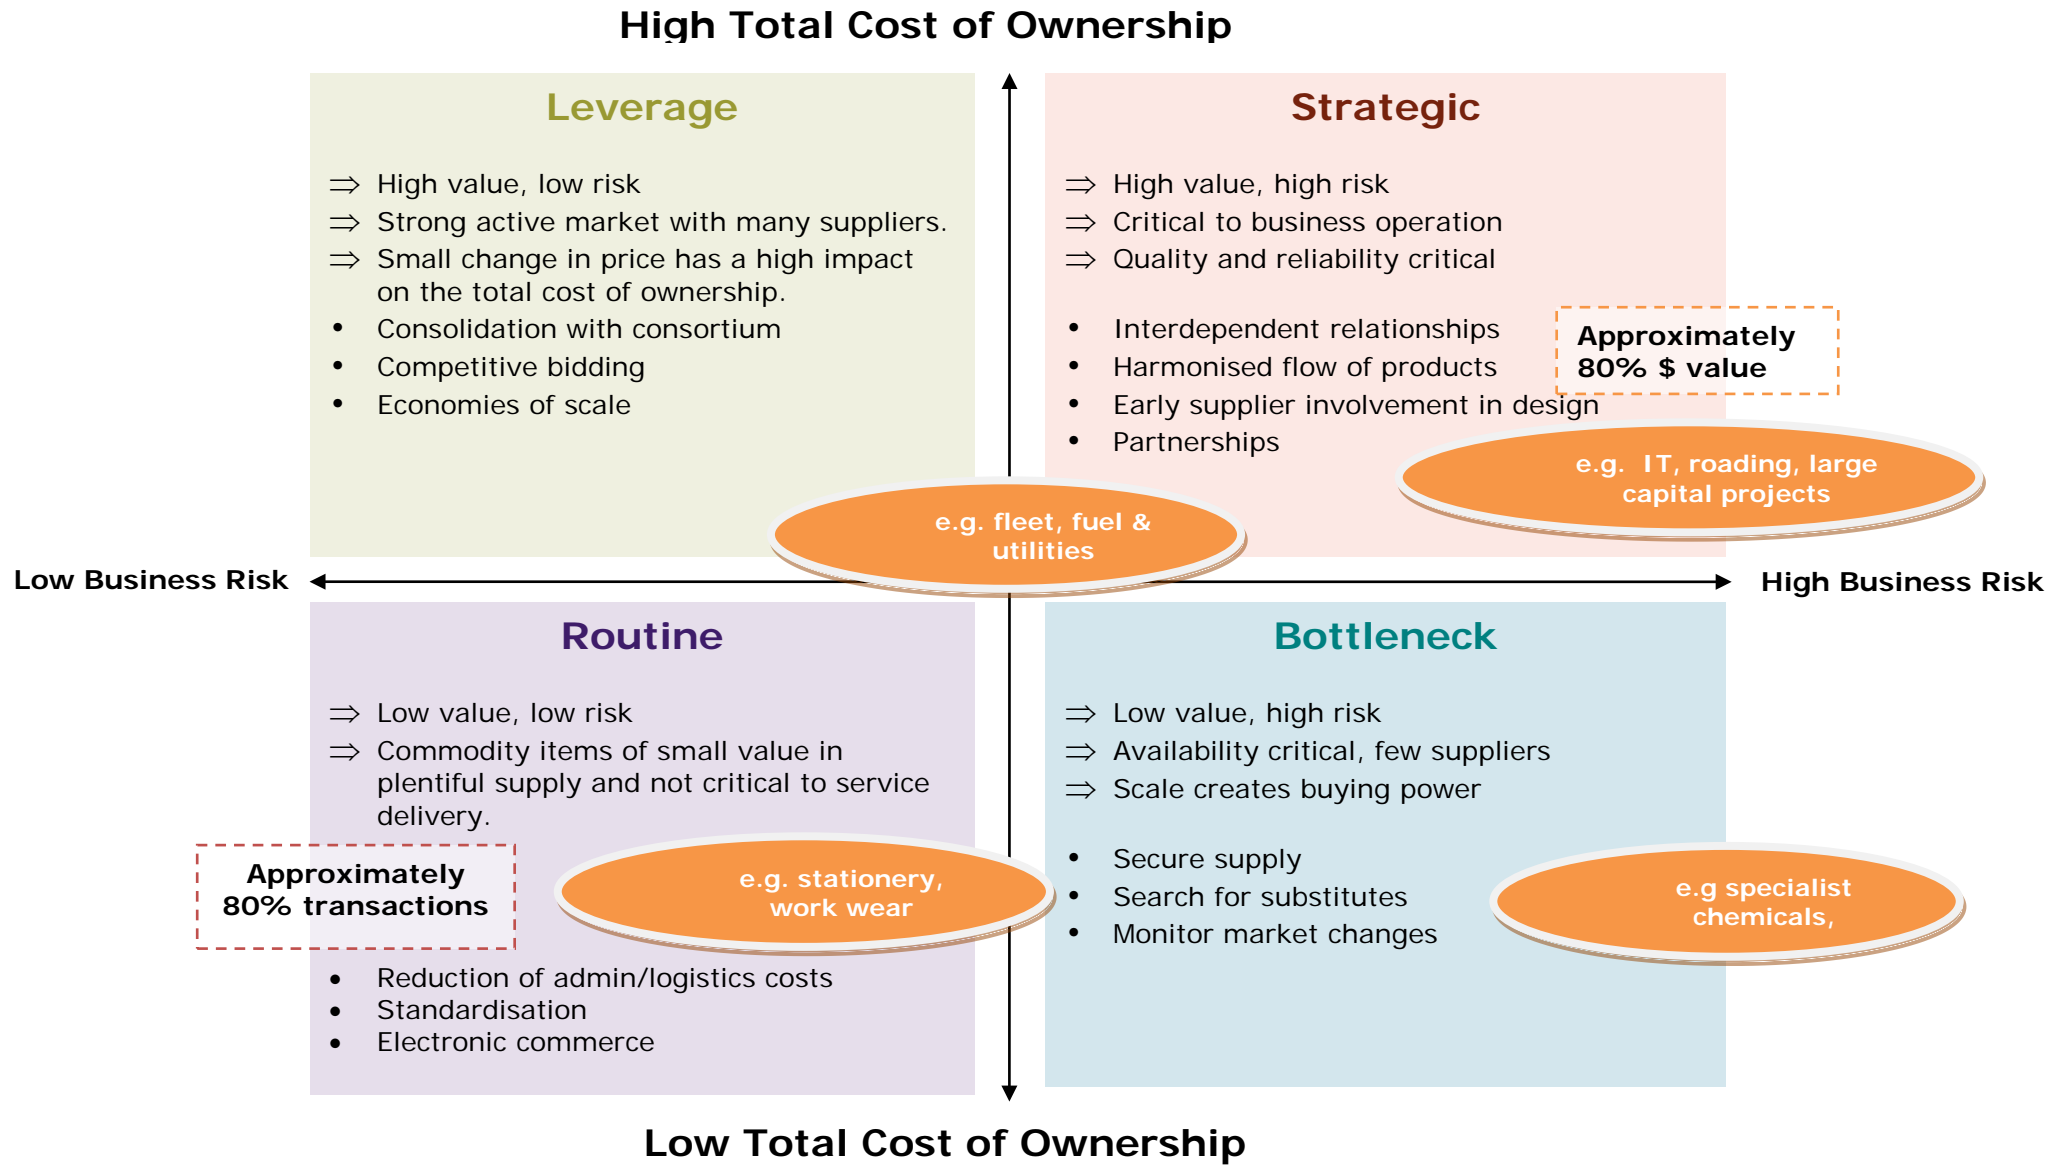 High Total Cost of Ownership
Leverage
⇒ High value, low risk
⇒ Strong active market with many suppliers.
⇒ Small change in price has a high impact
on the total cost of ownership.
• Consolidation with consortium
• Competitive bidding
• Economies of scale
Strategic
⇒ High value, high risk
⇒ Critical to business operation
⇒ Quality and reliability critical
• Interdependent relationships
• Harmonised flow of products
• Early supplier involvement in design
• Partnerships
Approximately
80% $ value
e.g. IT, roading, large
capital projects
e.g. fleet, fuel &
utilities
Low Business Risk
High Business Risk
Routine
⇒ Low value, low risk
⇒ Commodity items of small value in
plentiful supply and not critical to service
delivery.
Approximately
80% transactions
e.g. stationery,
work wear
• Reduction of admin/logistics costs
• Standardisation
• Electronic commerce
Bottleneck
⇒ Low value, high risk
⇒ Availability critical, few suppliers
⇒ Scale creates buying power
• Secure supply
• Search for substitutes
• Monitor market changes
e.g specialist
chemicals,
Low Total Cost of Ownership